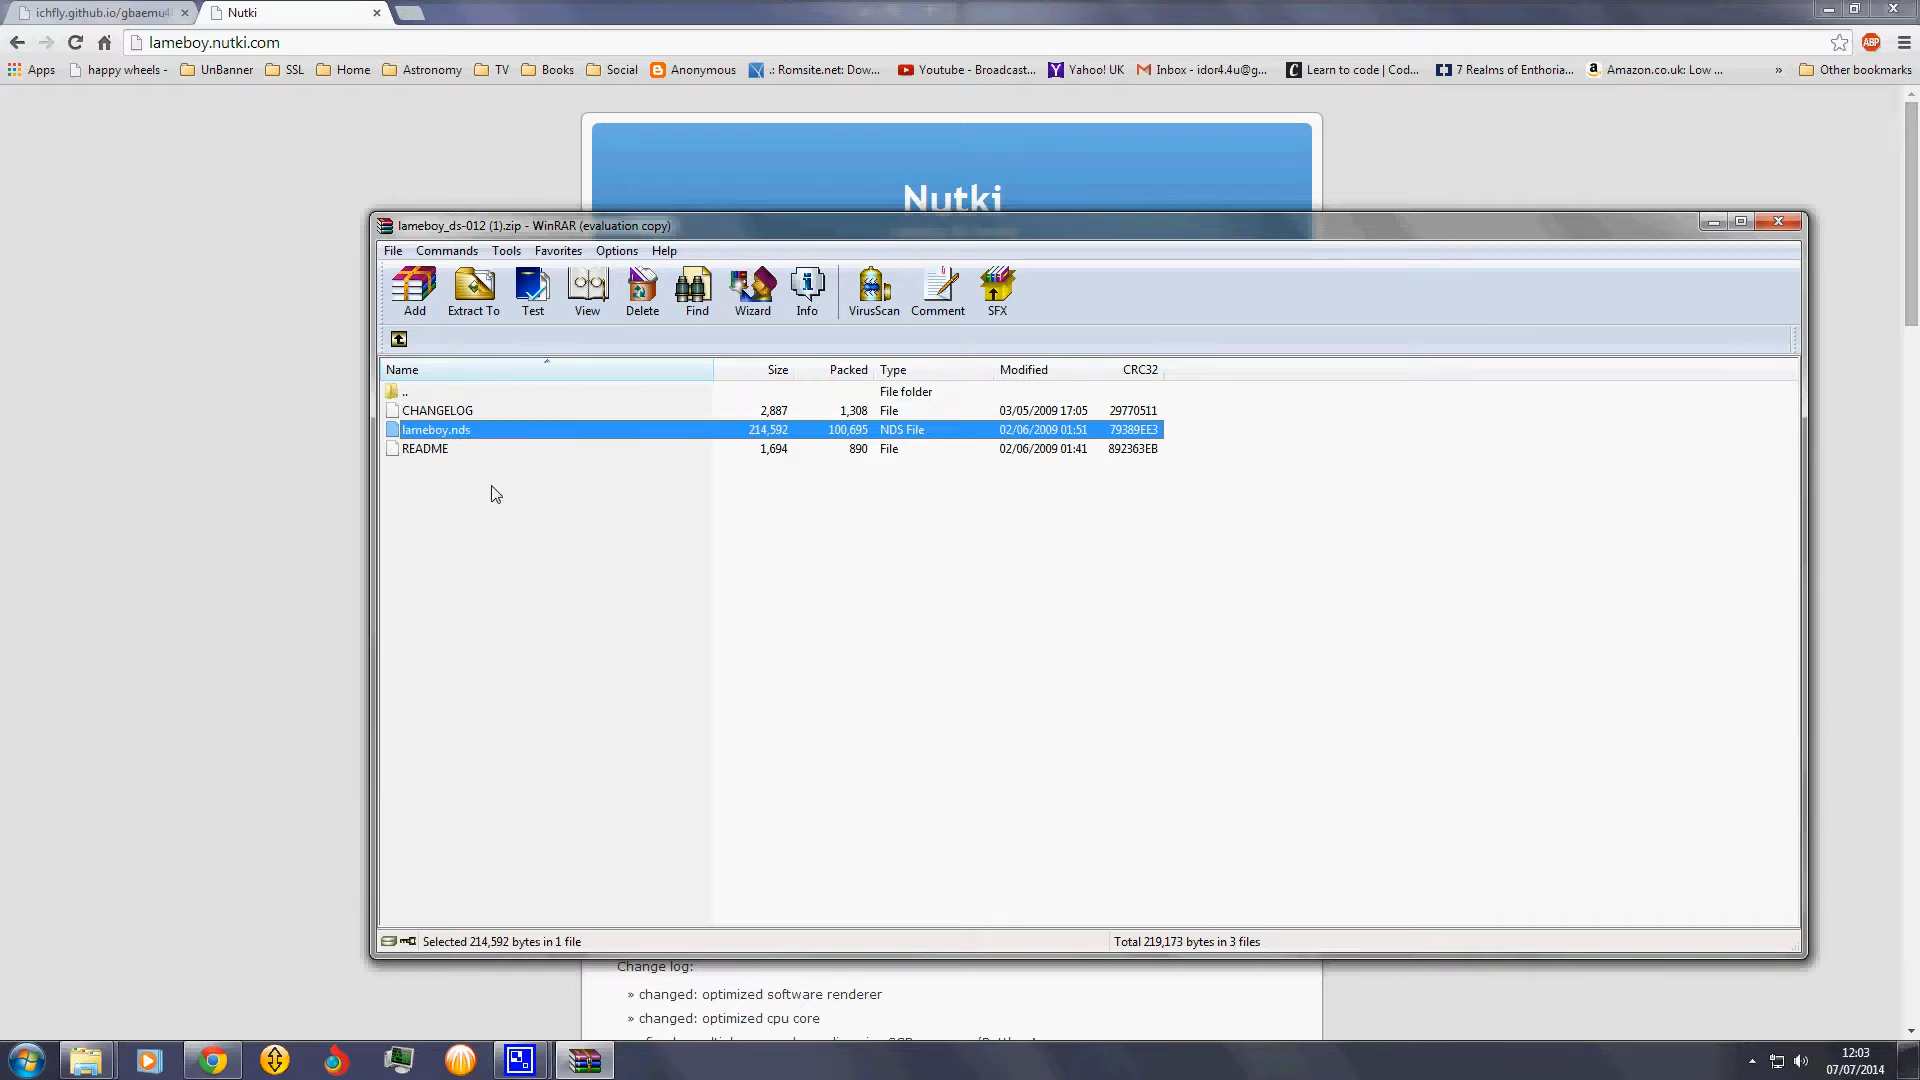 ichfly.github.io/gbaemu4
Nutki
lameboy.nutki.com
ABP
Apps
happy wheels -
UnBanner
SSL
Home
Astronomy
TV
Books
Social
Anonymous
.: Romsite.net: Dow...
Youtube - Broadcast...
Yahoo! UK
Inbox - idor4.4u@g...
Learn to code | Cod...
7 Realms of Enthoria...
Amazon.co.uk: Low ...
»
Other bookmarks
Nutki
lameboy_ds-012 (1).zip - WinRAR (evaluation copy)
File Commands Tools Favorites Options Help
Add Extract To Test View Delete Find Wizard Info VirusScan Comment SFX
Name Size Packed Type Modified CRC32
.. File folder
CHANGELOG 2,887 1,308 File 03/05/2009 17:05 29770511
lameboy.nds 214,592 100,695 NDS File 02/06/2009 01:51 79389EE3
README 1,694 890 File 02/06/2009 01:41 892363EB
Selected 214,592 bytes in 1 file
Total 219,173 bytes in 3 files
Change log:
» changed: optimized software renderer
» changed: optimized cpu core
12:03
07/07/2014